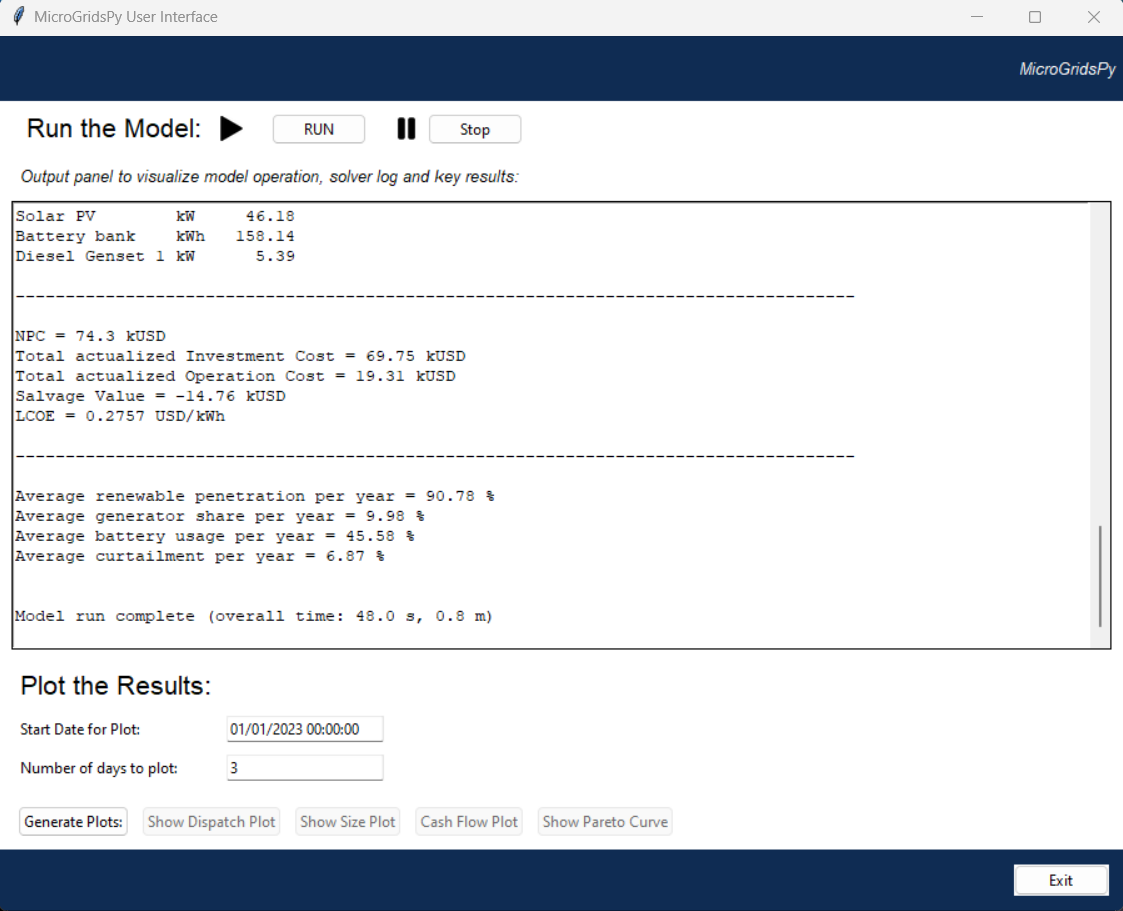 MicroGridsPy User Interface
MicroGridsPy
Run the Model: RUN Stop
Output panel to visualize model operation, solver log and key results:
Solar PV kW 46.18
Battery bank kWh 158.14
Diesel Genset 1 kW 5.39
------------------------------------------------------------------------------------
NPC = 74.3 kUSD
Total actualized Investment Cost = 69.75 kUSD
Total actualized Operation Cost = 19.31 kUSD
Salvage Value = -14.76 kUSD
LCOE = 0.2757 USD/kWh
------------------------------------------------------------------------------------
Average renewable penetration per year = 90.78 %
Average generator share per year = 9.98 %
Average battery usage per year = 45.58 %
Average curtailment per year = 6.87 %
Model run complete (overall time: 48.0 s, 0.8 m)
Plot the Results:
Start Date for Plot: 01/01/2023 00:00:00
Number of days to plot: 3
Generate Plots: Show Dispatch Plot Show Size Plot Cash Flow Plot Show Pareto Curve
Exit